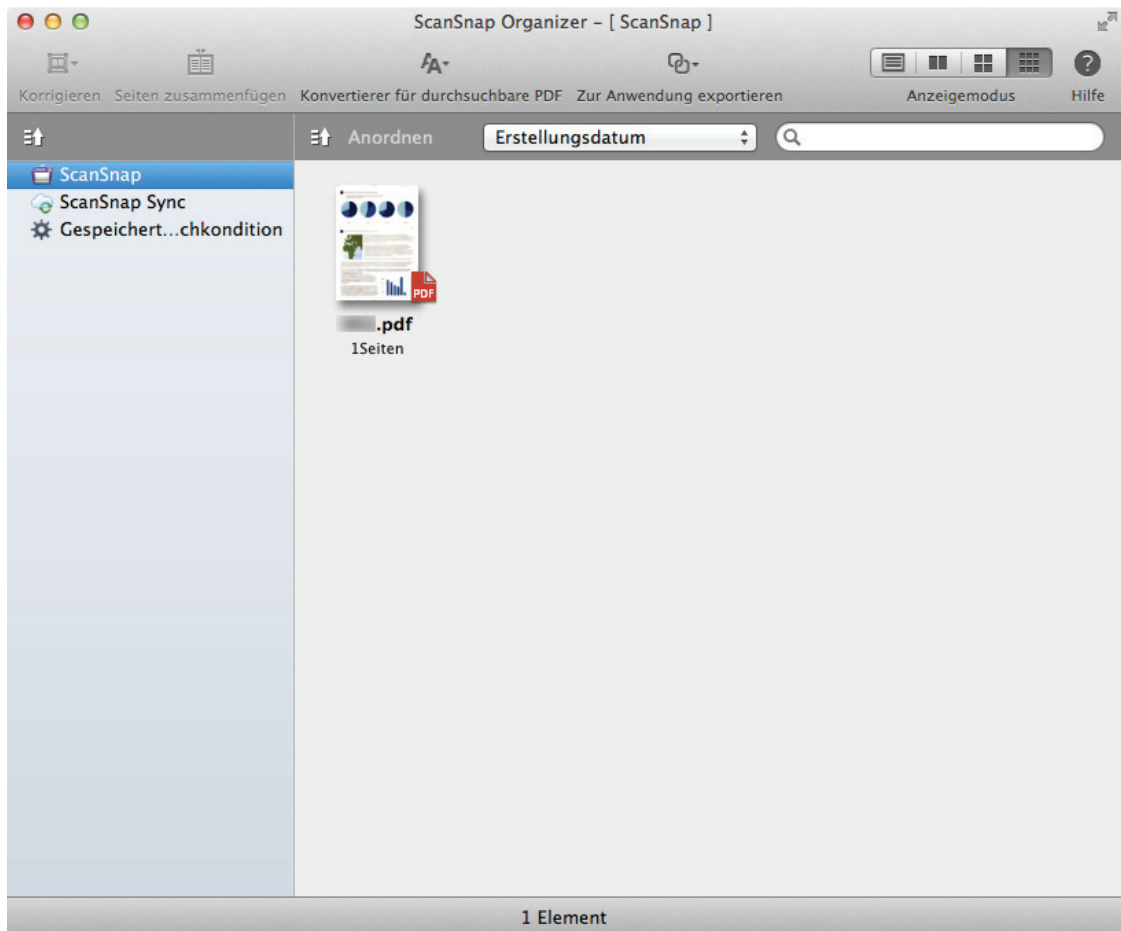 ScanSnap Organizer – [ ScanSnap ]
Korrigieren Seiten zusammenfügen Konvertierer für durchsuchbare PDF Zur Anwendung exportieren Anzeigemodus Hilfe
Anordnen Erstellungsdatum
ScanSnap
ScanSnap Sync
Gespeichert...chkondition
PDF
.pdf
1Seiten
1 Element